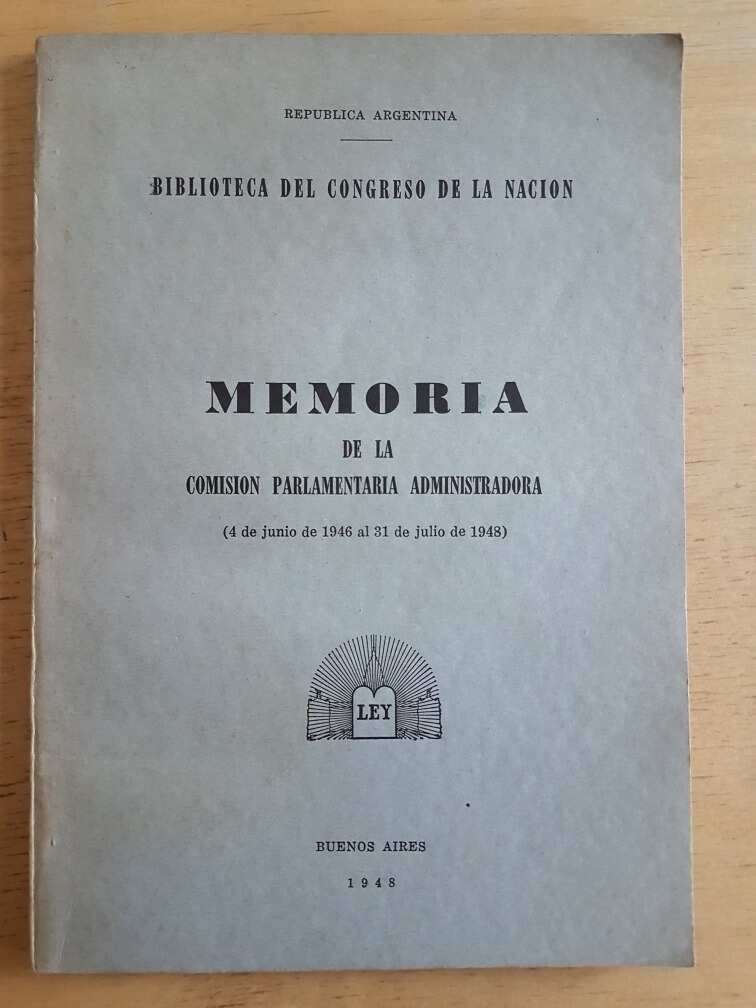 REPUBLICA ARGENTINA
BIBLIOTECA DEL CONGRESO DE LA NACION
MEMORIA
DE LA
COMISION PARLAMENTARIA ADMINISTRADORA
(4 de junio de 1946 al 31 de julio de 1948)
LEY
BUENOS AIRES
1948